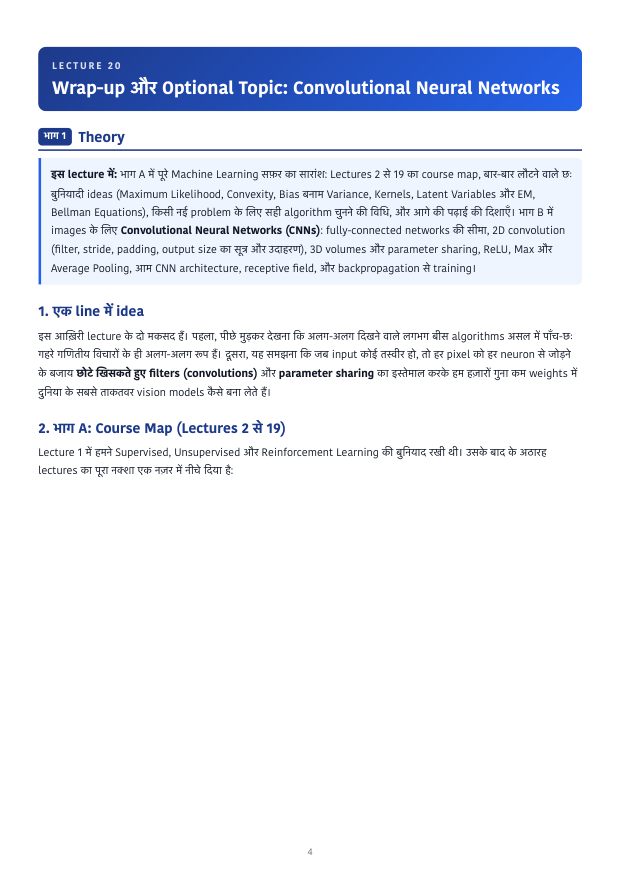 LECTURE 20
Wrap-up और Optional Topic: Convolutional Neural Networks
भाग 1 Theory
इस lecture में: भाग A में पूरे Machine Learning सफ़र का सारांश: Lectures 2 से 19 का course map, बार-बार लौटने वाले छः
बुनियादी ideas (Maximum Likelihood, Convexity, Bias बनाम Variance, Kernels, Latent Variables और EM,
Bellman Equations), किसी नई problem के लिए सही algorithm चुनने की विधि, और आगे की पढ़ाई की दिशाएँ। भाग B में
images के लिए Convolutional Neural Networks (CNNs): fully-connected networks की सीमा, 2D convolution
(filter, stride, padding, output size का सूत्र और उदाहरण), 3D volumes और parameter sharing, ReLU, Max और
Average Pooling, आम CNN architecture, receptive field, और backpropagation से training।
1. एक line में idea
इस आख़िरी lecture के दो मकसद हैं। पहला, पीछे मुड़कर देखना कि अलग-अलग दिखने वाले लगभग बीस algorithms असल में पाँच-छः
गहरे गणितीय विचारों के ही अलग-अलग रूप हैं। दूसरा, यह समझना कि जब input कोई तस्वीर हो, तो हर pixel को हर neuron से जोड़ने
के बजाय छोटे खिसकते हुए filters (convolutions) और parameter sharing का इस्तेमाल करके हम हज़ारों गुना कम weights में
दुनिया के सबसे ताकतवर vision models कैसे बना लेते हैं।
2. भाग A: Course Map (Lectures 2 से 19)
Lecture 1 में हमने Supervised, Unsupervised और Reinforcement Learning की बुनियाद रखी थी। उसके बाद के अठारह
lectures का पूरा नक्शा एक नज़र में नीचे दिया है:
4